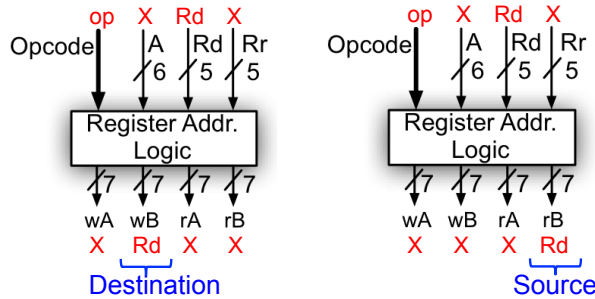 op X Rd X
Opcode A Rd Rr
6 5 5
Register Addr.
Logic
7 7 7 7
wA wB rA rB
X Rd X X
Destination
op X Rd X
Opcode A Rd Rr
6 5 5
Register Addr.
Logic
7 7 7 7
wA wB rA rB
X X X Rd
Source